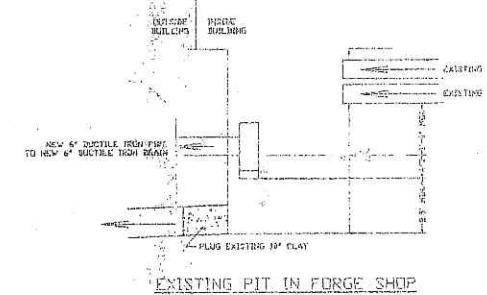 OUTSIDE
BUILDING
INSIDE
BUILDING
EXISTING
EXISTING
NEW 6" DUCTILE IRON PIPE
TO NEW 6" DUCTILE IRON DRAIN
PLUG EXISTING 10" CLAY
EXISTING PIT IN FORGE SHOP